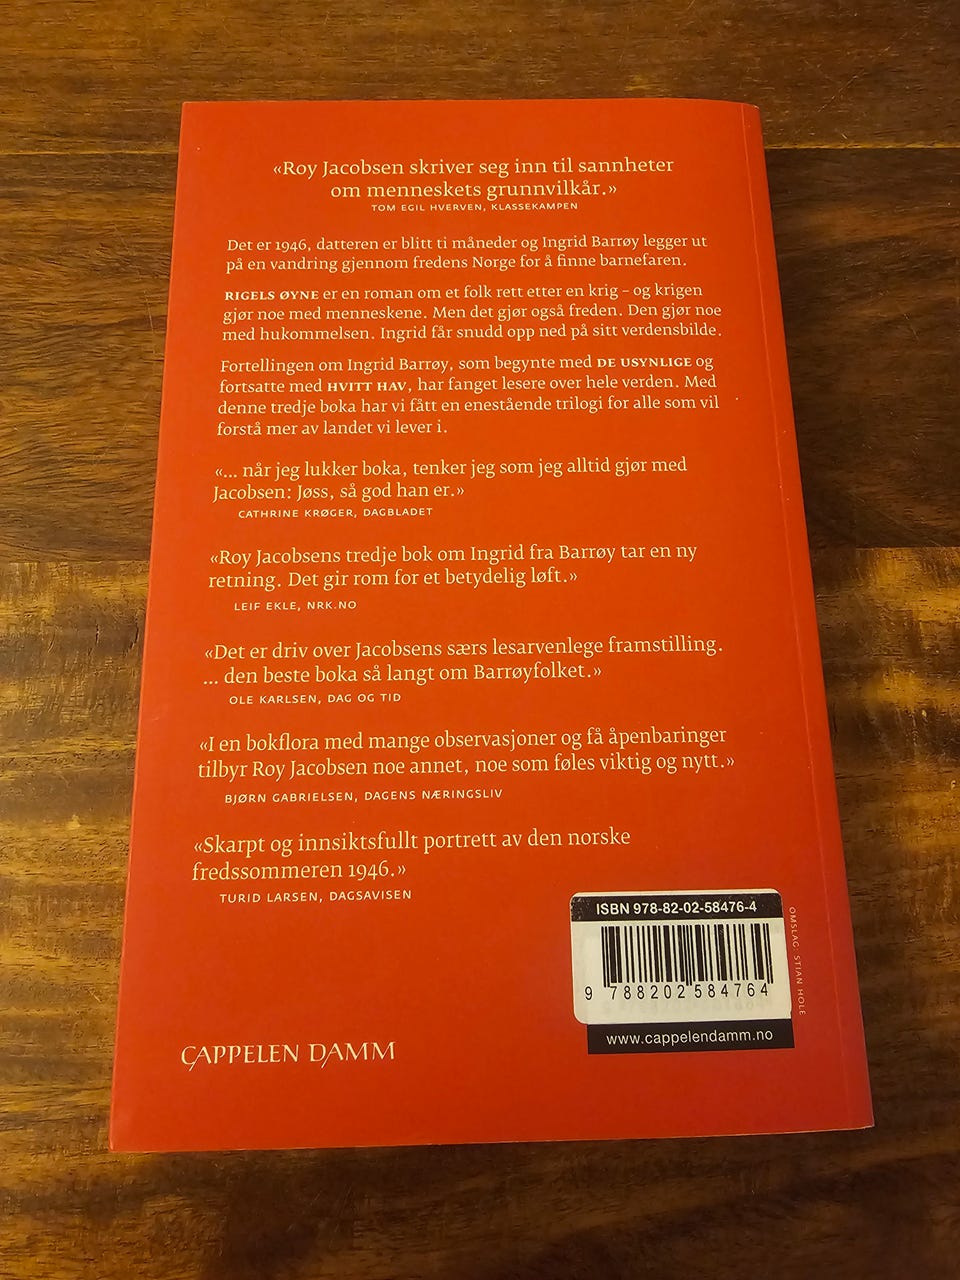 «Roy Jacobsen skriver seg inn til sannheter
om menneskets grunnvilkår.»
TOM EGIL HVERVEN, KLASSEKAMPEN
Det er 1946, datteren er blitt ti måneder og Ingrid Barrøy legger ut
på en vandring gjennom fredens Norge for å finne barnefaren.
RIGELS ØYNE er en roman om et folk rett etter en krig – og krigen
gjør noe med menneskene. Men det gjør også freden. Den gjør noe
med hukommelsen. Ingrid får snudd opp ned på sitt verdensbilde.
Fortellingen om Ingrid Barrøy, som begynte med DE USYNLIGE og
fortsatte med HVITT HAV, har fanget lesere over hele verden. Med
denne tredje boka har vi fått en enestående trilogi for alle som vil
forstå mer av landet vi lever i.
«... når jeg lukker boka, tenker jeg som jeg alltid gjør med
Jacobsen: Jøss, så god han er.»
CATHRINE KRØGER, DAGBLADET
«Roy Jacobsens tredje bok om Ingrid fra Barrøy tar en ny
retning. Det gir rom for et betydelig løft.»
LEIF EKLE, NRK.NO
«Det er driv over Jacobsens særs lesarvenlege framstilling.
... den beste boka så langt om Barrøyfolket.»
OLE KARLSEN, DAG OG TID
«I en bokflora med mange observasjoner og få åpenbaringer
tilbyr Roy Jacobsen noe annet, noe som føles viktig og nytt.»
BJØRN GABRIELSEN, DAGENS NÆRINGSLIV
«Skarpt og innsiktsfullt portrett av den norske
fredssommeren 1946.»
TURID LARSEN, DAGSAVISEN
ISBN 978-82-02-58476-4
9 788202 584764
www.cappelendamm.no
OMSLAG: STIAN HOLE
CAPPELEN DAMM